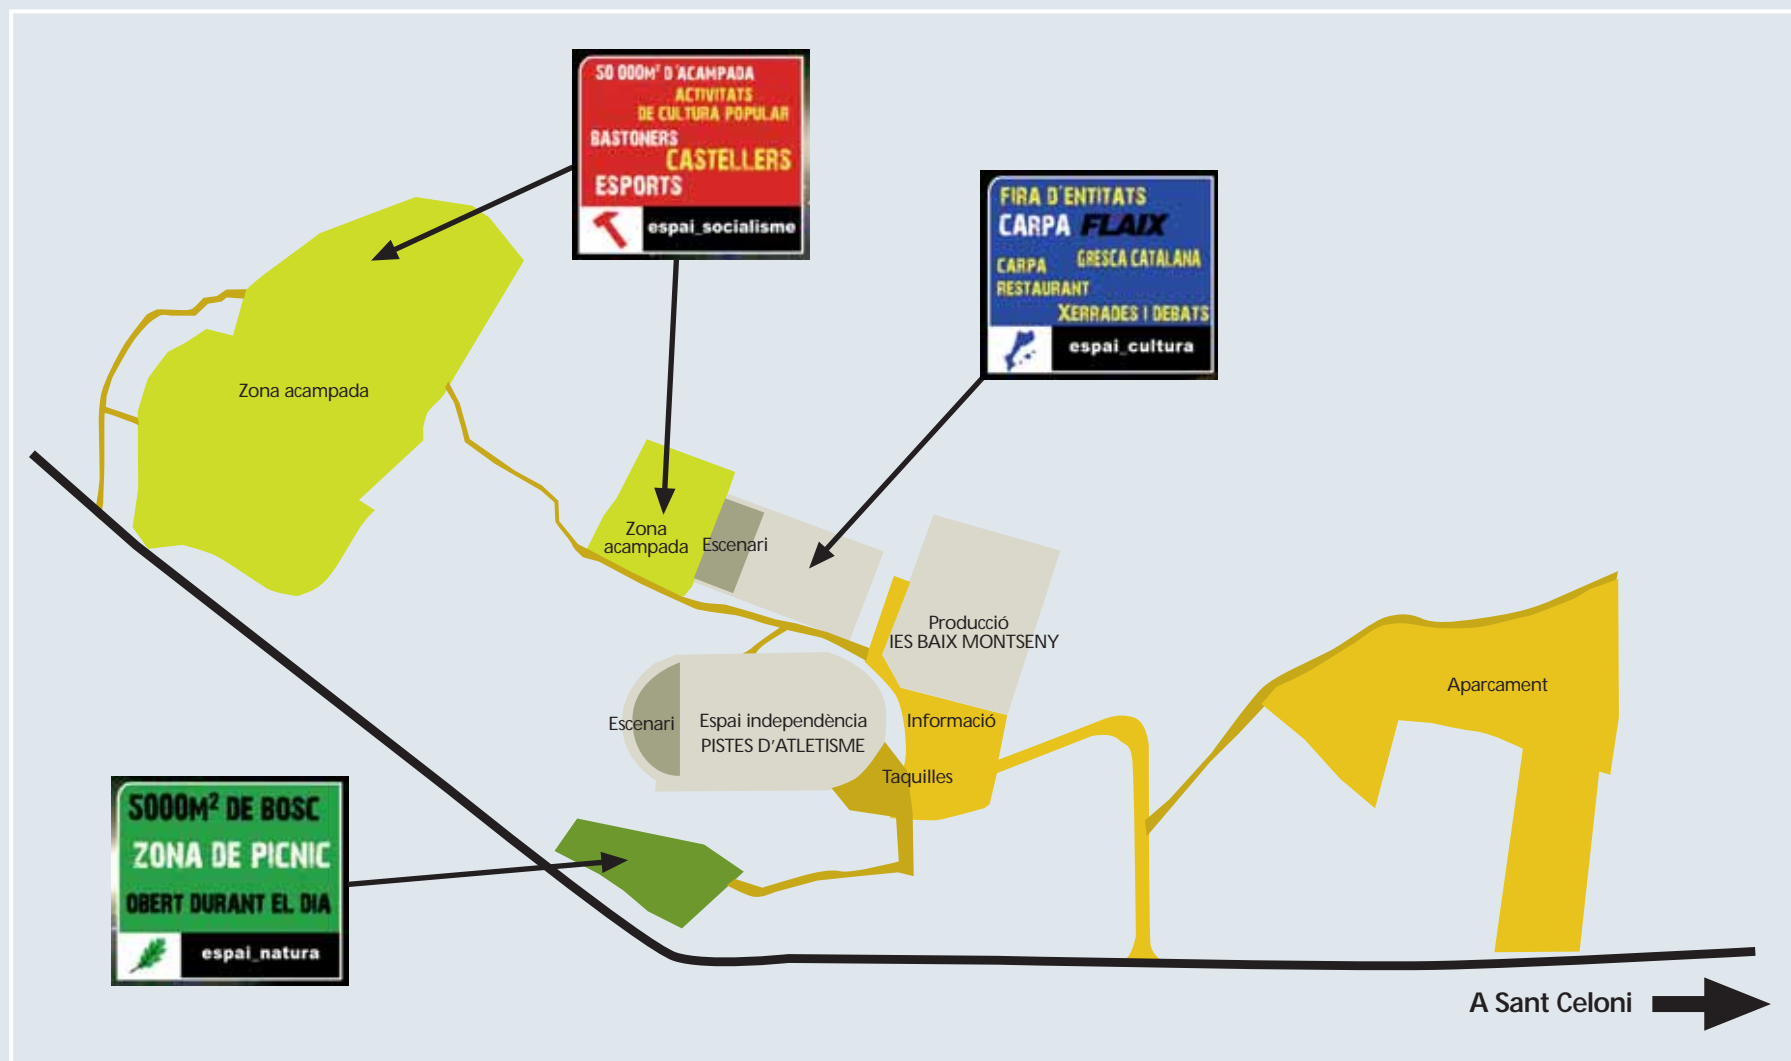 50 000M² D'ACAMPADA
ACTIVITATS
DE CULTURA POPULAR
BASTONERS
CASTELLERS
ESPORTS
espai_socialisme
FIRA D'ENTITATS
CARPA FLAIX
CARPA GRESCA CATALANA
RESTAURANT
XERRADES I DEBATS
espai_cultura
Zona acampada
Zona
acampada
Escenari
Producció
IES BAIX MONTSENY
Aparcament
Escenari
Espai independència
PISTES D'ATLETISME
Informació
Taquilles
5000M² DE BOSC
ZONA DE PICNIC
OBERT DURANT EL DIA
espai_natura
A Sant Celoni